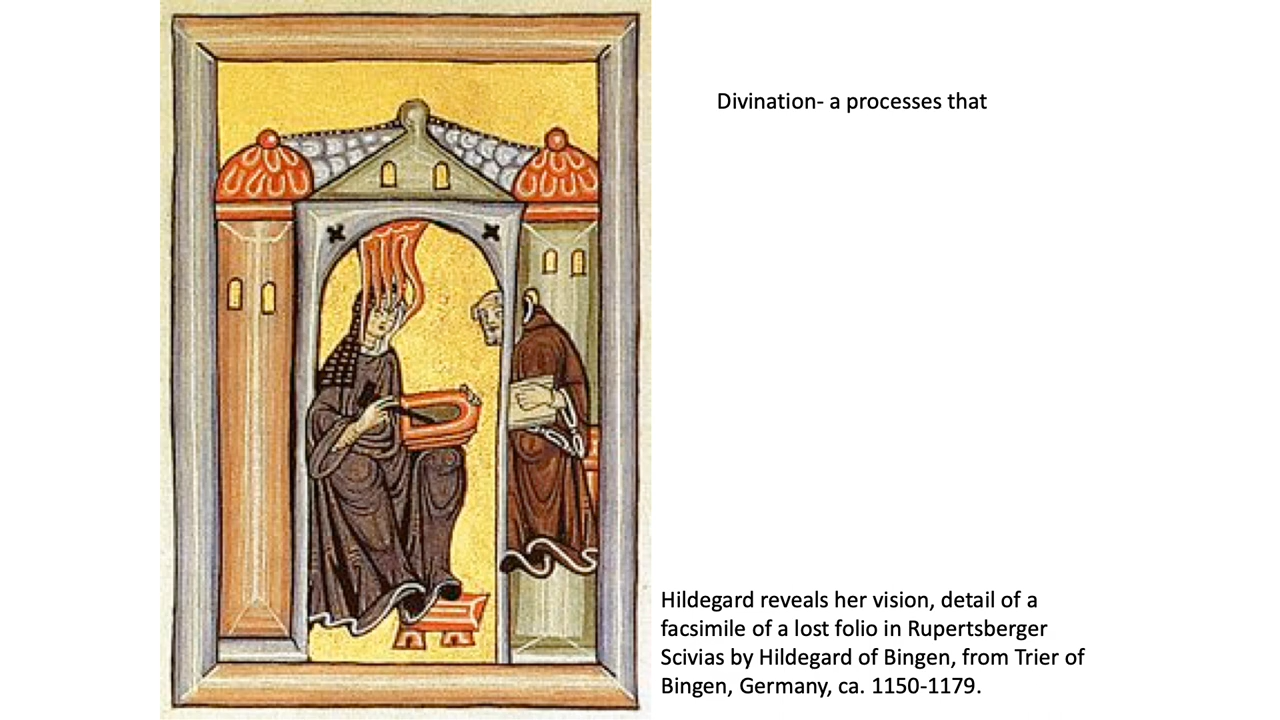 Divination- a processes that
Hildegard reveals her vision, detail of a
facsimile of a lost folio in Rupertsberger
Scivias by Hildegard of Bingen, from Trier of
Bingen, Germany, ca. 1150-1179.